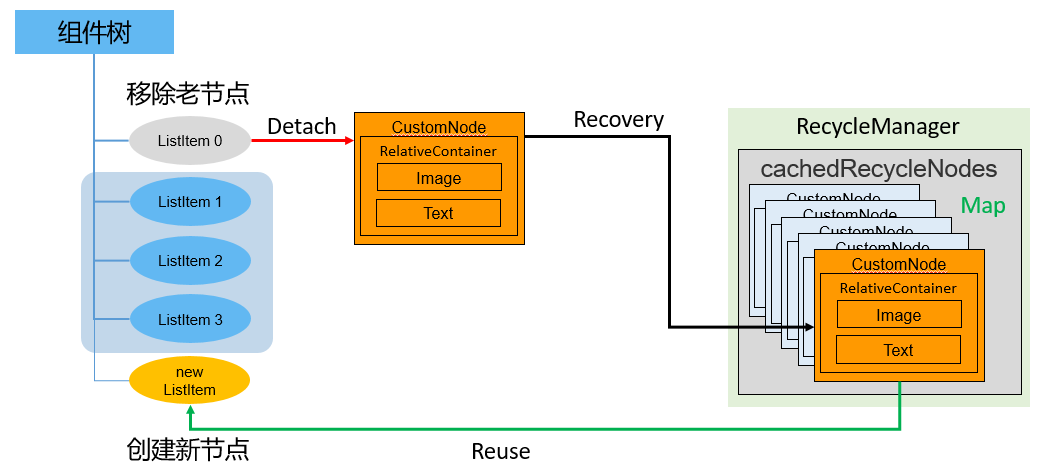 组件树
移除老节点
ListItem 0
ListItem 1
ListItem 2
ListItem 3
new
ListItem
创建新节点
Detach
CustomNode
RelativeContainer
Image
Text
Recovery
RecycleManager
cachedRecycleNodes
Map
CustomNode
CustomNode
CustomNode
CustomNode
CustomNode
RelativeContainer
Image
Text
Reuse